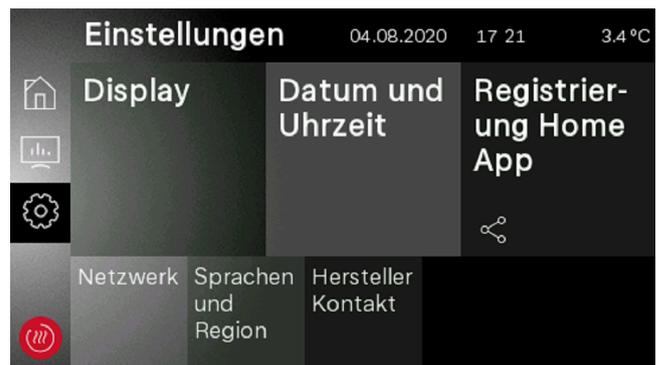 Einstellungen 04.08.2020 17 21 3.4 °C
Display
Datum und
Uhrzeit
Registrier-
ung Home
App
Netzwerk
Sprachen
und
Region
Hersteller
Kontakt